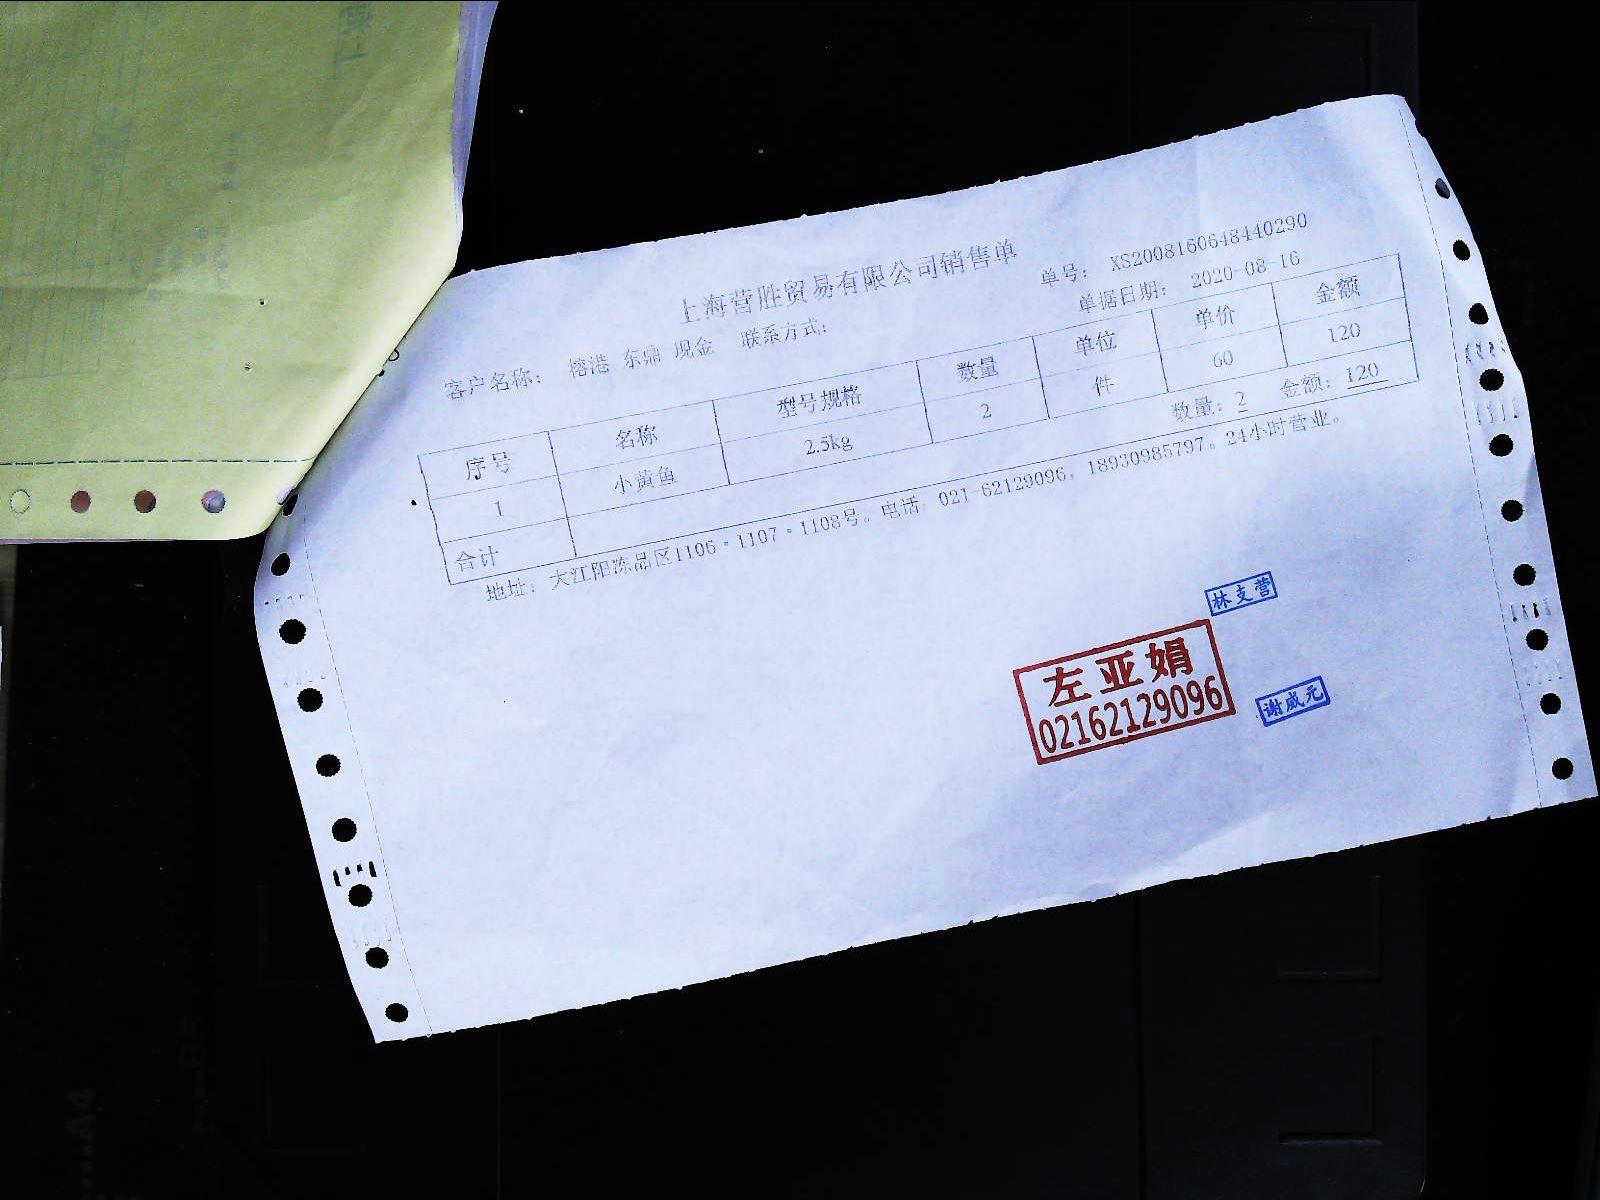 上海营胜贸易有限公司销售单
单号： XS2008160648440290
客户名称： 榕港 东鼎 现金 联系方式： 单据日期： 2020-08-16
序号 名称 型号规格 数量 单位 单价 金额
1 小黄鱼 2.5kg 2 件 60 120
合计 数量：2 金额：120
地址：大江阳冻品区1106·1107·1108号。电话：021-62129096，18930985797。24小时营业。
林支营
左亚娟
02162129096
谢威元